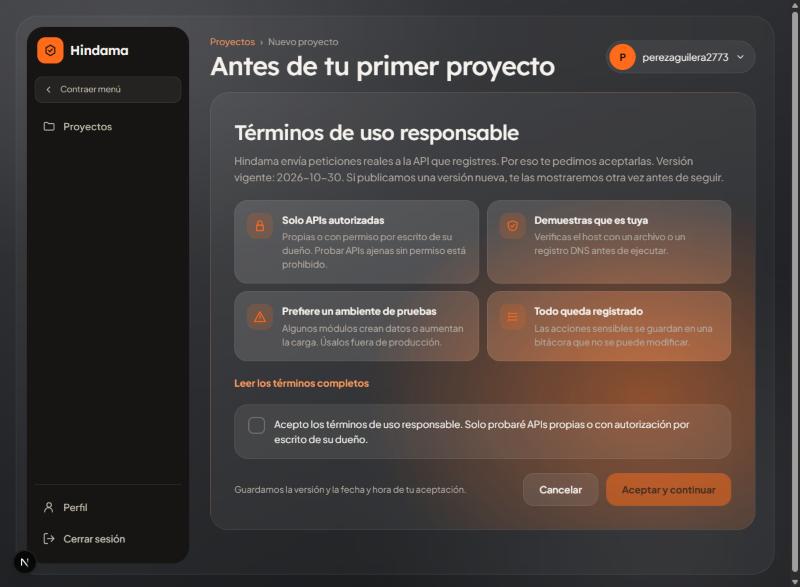 Hindama
Contraer menú
Proyectos
Perfil
Cerrar sesión
N
Proyectos › Nuevo proyecto
Antes de tu primer proyecto
P perezaguilera2773
Términos de uso responsable
Hindama envía peticiones reales a la API que registres. Por eso te pedimos aceptarlas. Versión
vigente: 2026-10-30. Si publicamos una versión nueva, te las mostraremos otra vez antes de seguir.
Solo APIs autorizadas
Propias o con permiso por escrito de su
dueño. Probar APIs ajenas sin permiso está
prohibido.
Demuestras que es tuya
Verificas el host con un archivo o un
registro DNS antes de ejecutar.
Prefiere un ambiente de pruebas
Algunos módulos crean datos o aumentan
la carga. Úsalos fuera de producción.
Todo queda registrado
Las acciones sensibles se guardan en una
bitácora que no se puede modificar.
Leer los términos completos
Acepto los términos de uso responsable. Solo probaré APIs propias o con autorización por
escrito de su dueño.
Guardamos la versión y la fecha y hora de tu aceptación.
Cancelar
Aceptar y continuar